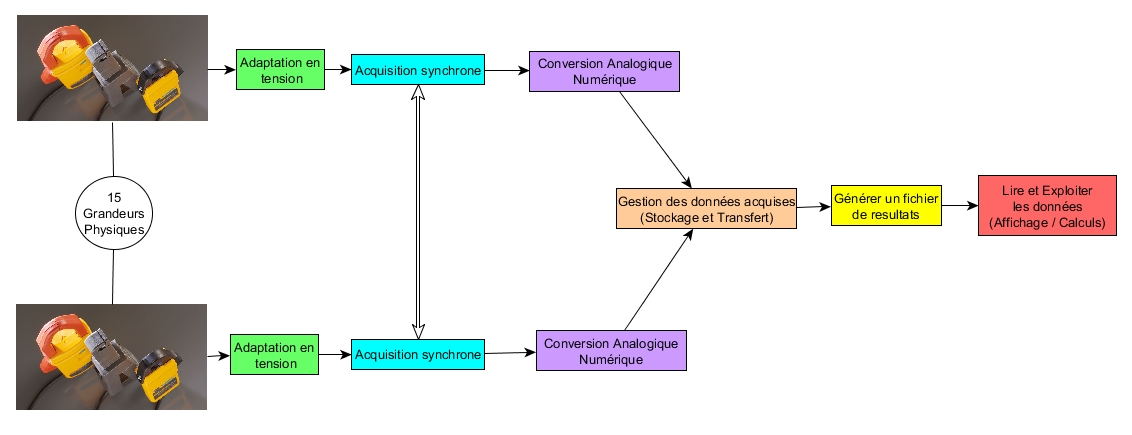 Adaptation en
tension
Acquisition synchrone
Conversion Analogique
Numérique
15
Grandeurs
Physiques
Gestion des données acquises
(Stockage et Transfert)
Générer un fichier
de resultats
Lire et Exploiter
les données
(Affichage / Calculs)
Adaptation en
tension
Acquisition synchrone
Conversion Analogique
Numérique